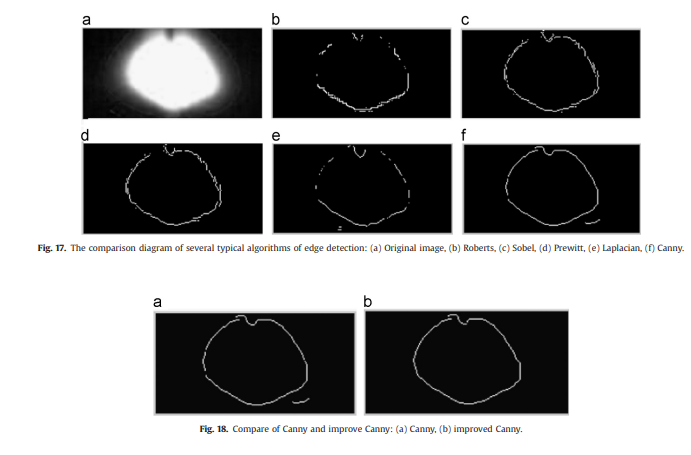 a
b
c
d
e
f
Fig. 17. The comparison diagram of several typical algorithms of edge detection: (a) Original image, (b) Roberts, (c) Sobel, (d) Prewitt, (e) Laplacian, (f) Canny.
a
b
Fig. 18. Compare of Canny and improve Canny: (a) Canny, (b) improved Canny.